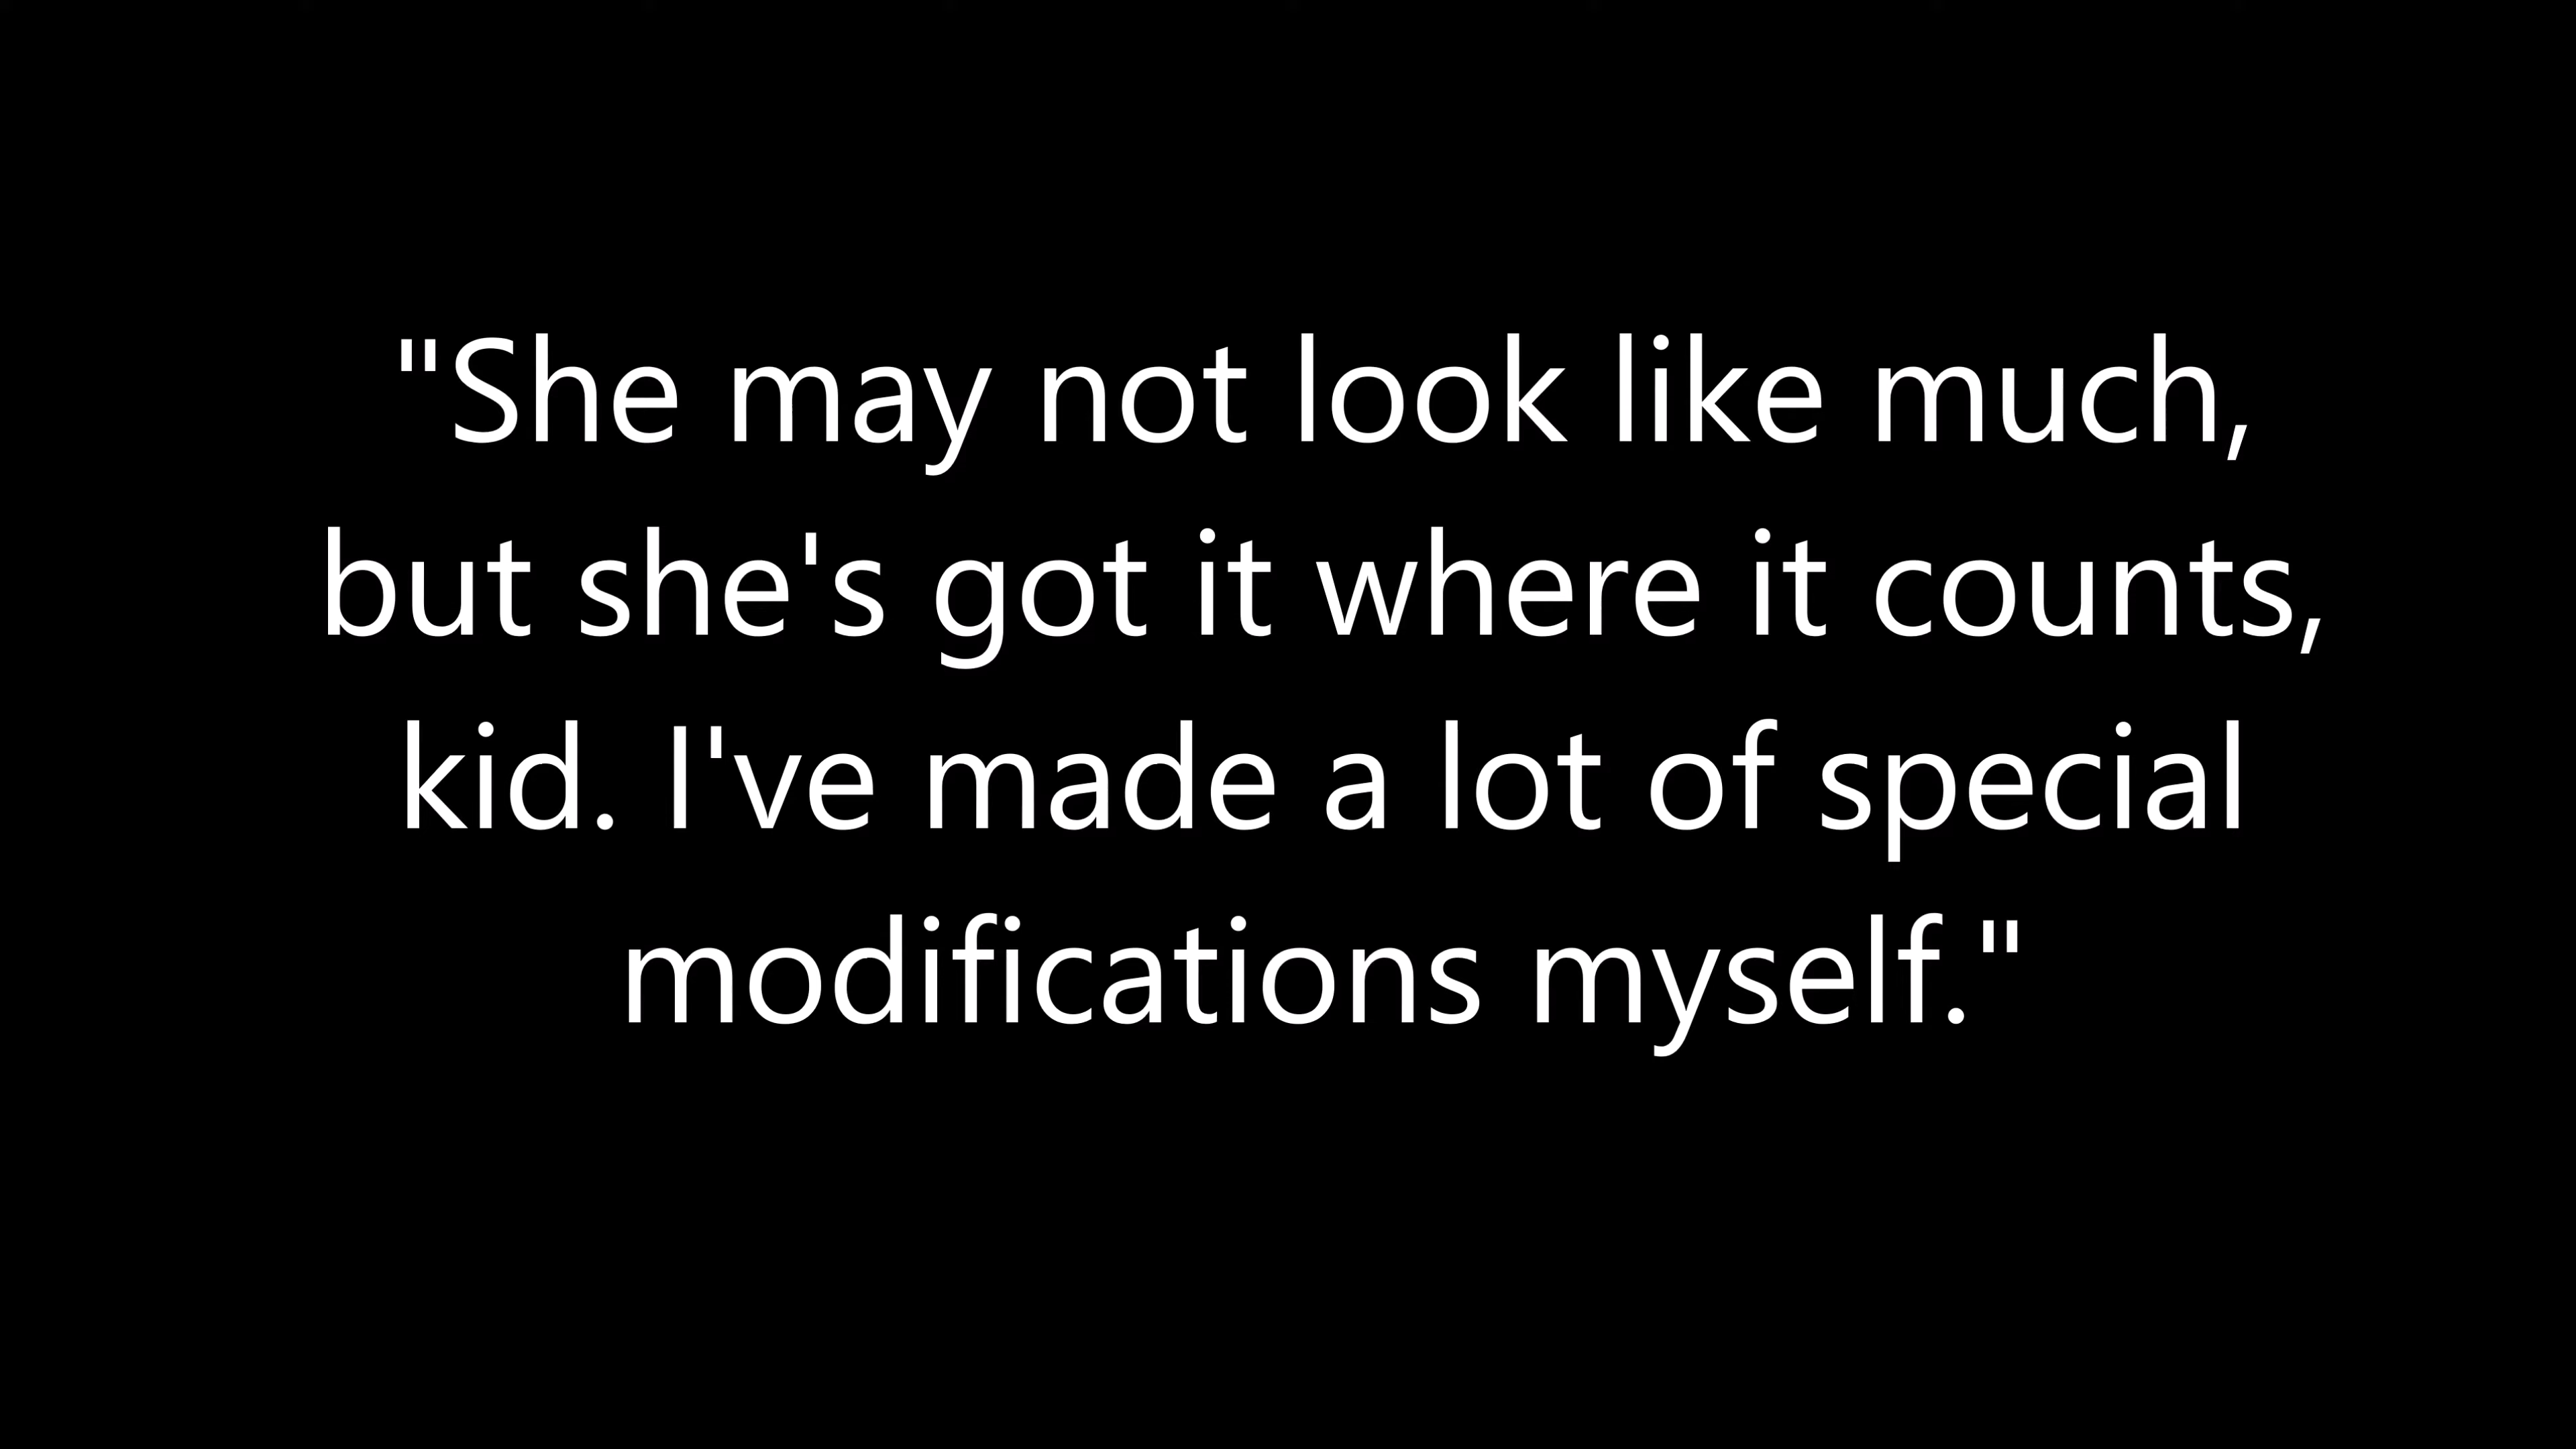 "She may not look like much,
but she's got it where it counts,
kid. I've made a lot of special
modifications myself."